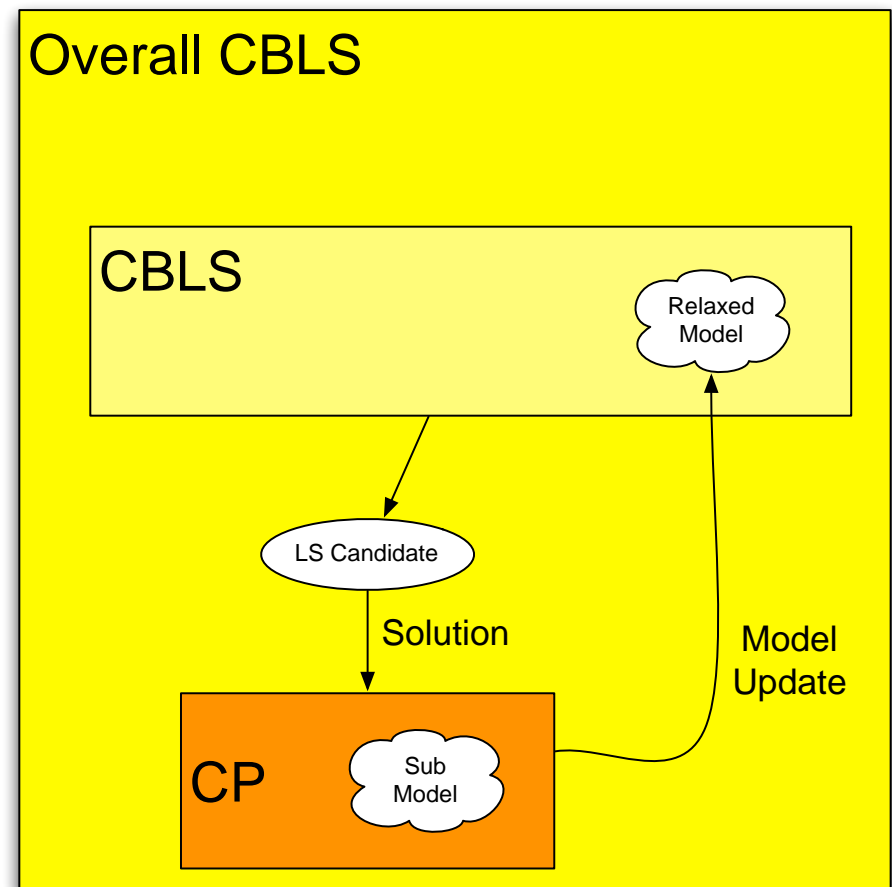 Overall CBLS
CBLS
Relaxed
Model
LS Candidate
Solution
Model
Update
CP
Sub
Model